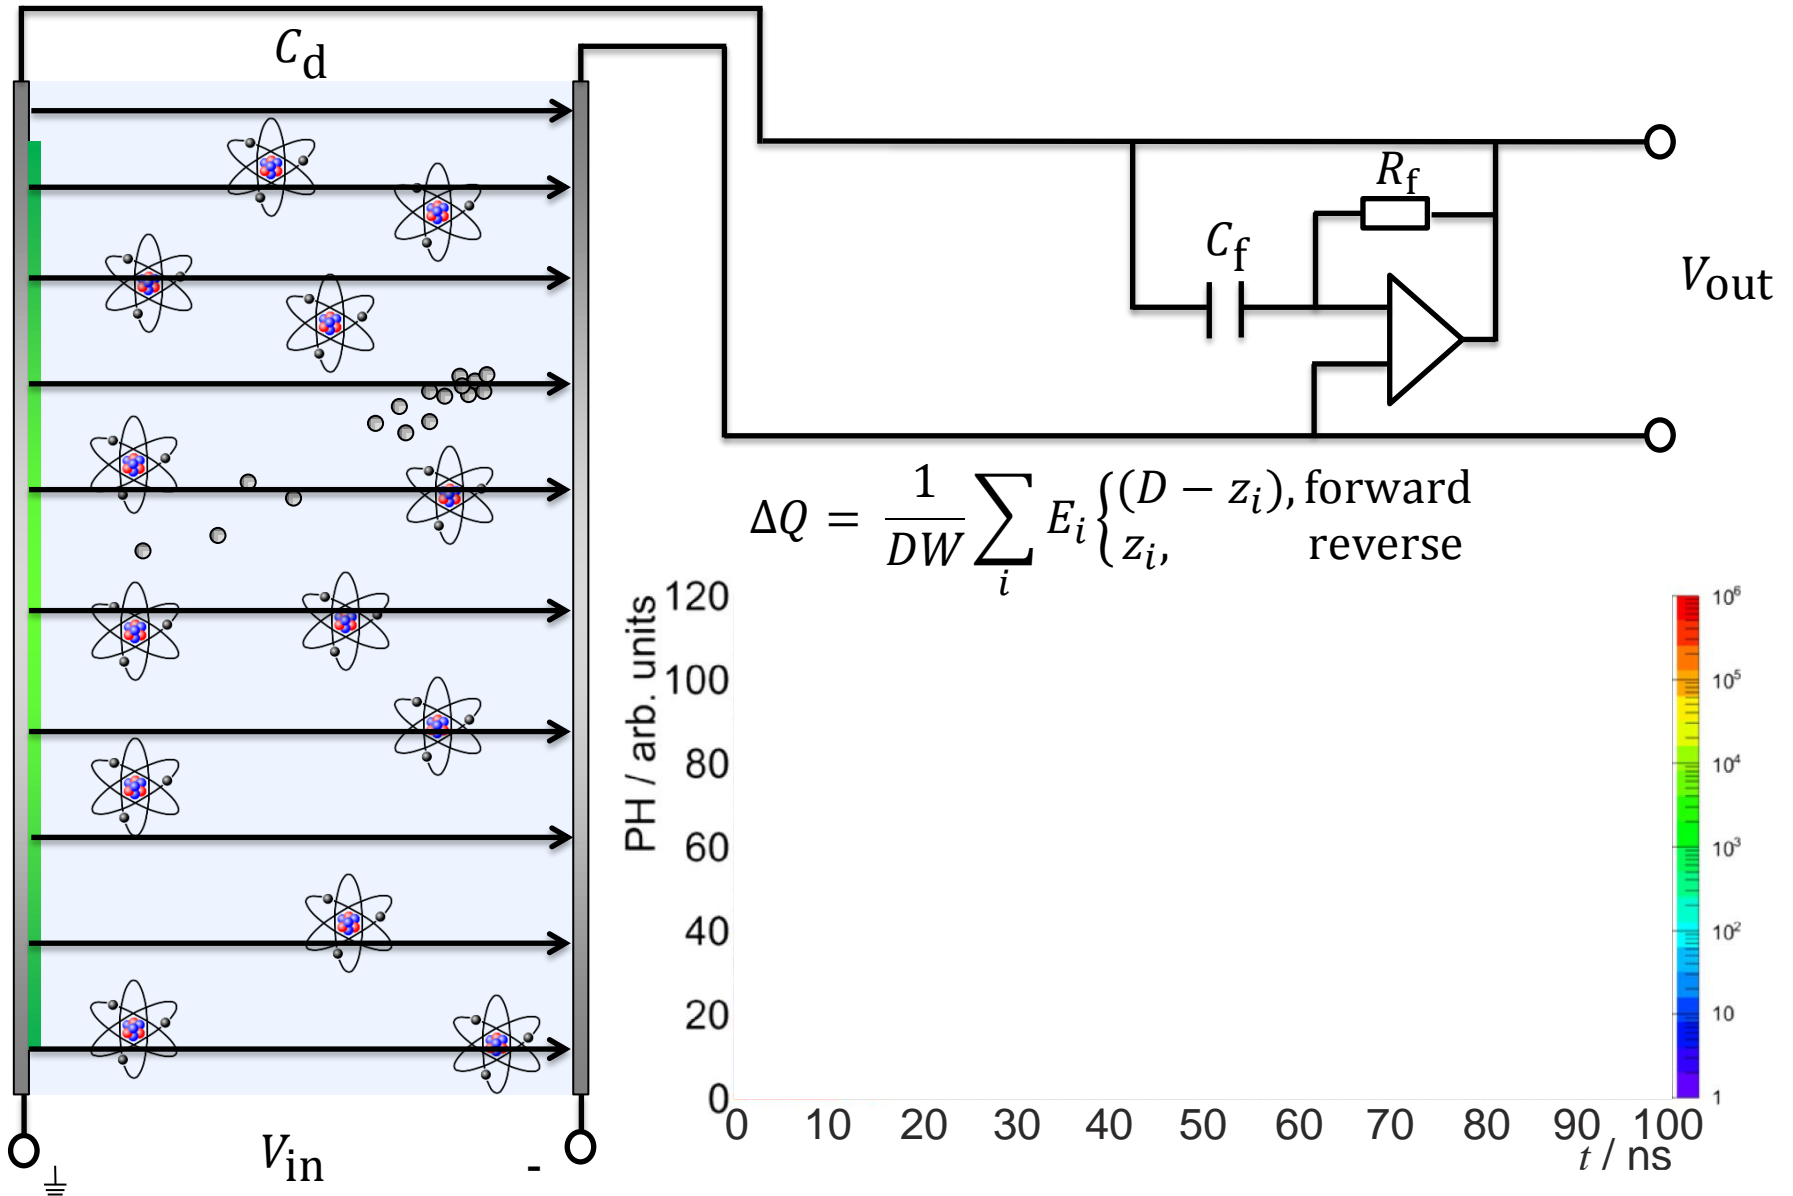 C_d
R_f
C_f
V_out
ΔQ = 1/DW ∑_i E_i { (D − z_i), forward
z_i, reverse
PH / arb. units
120
100
80
60
40
20
0
0 10 20 30 40 50 60 70 80 90 100
t / ns
10^6
10^5
10^4
10^3
10^2
10
1
V_in -